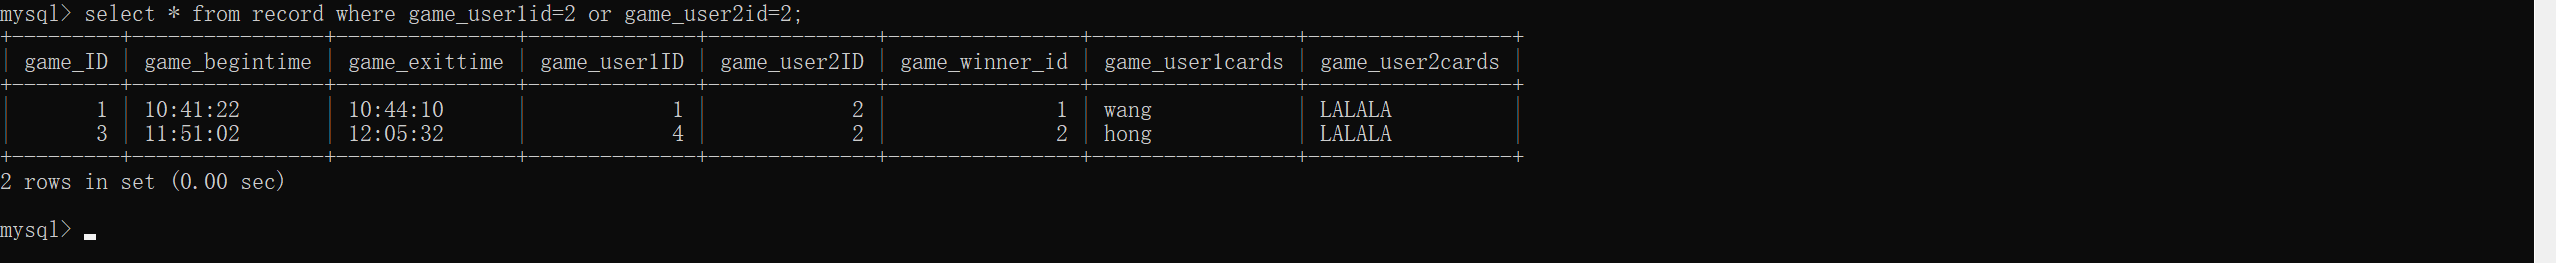 mysql> select * from record where game_user1id=2 or game_user2id=2;
+---------+----------------+---------------+--------------+--------------+----------------+-----------------+-----------------+
| game_ID | game_begintime | game_exittime | game_user1ID | game_user2ID | game_winner_id | game_user1cards | game_user2cards |
+---------+----------------+---------------+--------------+--------------+----------------+-----------------+-----------------+
|       1 | 10:41:22       | 10:44:10      |            1 |            2 |              1 | wang            | LALALA          |
|       3 | 11:51:02       | 12:05:32      |            4 |            2 |              2 | hong            | LALALA          |
+---------+----------------+---------------+--------------+--------------+----------------+-----------------+-----------------+
2 rows in set (0.00 sec)
mysql>